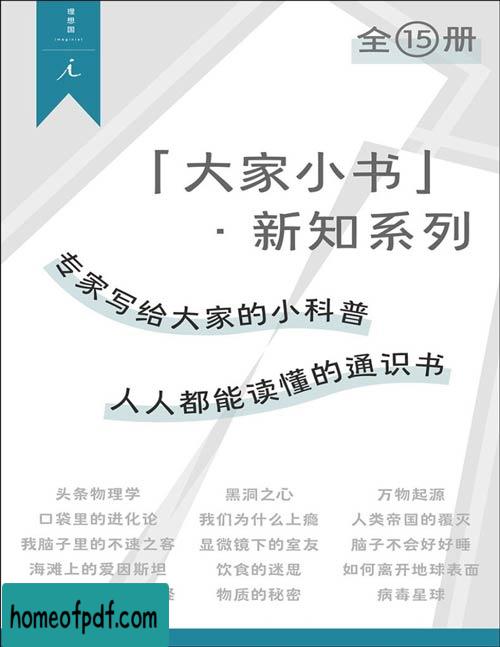 理想国
imaginist
i
全15册
「大家小书」
·新知系列
专家写给大家的小科普
人人都能读懂的通识书
头条物理学 黑洞之心 万物起源
口袋里的进化论 我们为什么上瘾 人类帝国的覆灭
我脑子里的不速之客 显微镜下的室友 脑子不会好好睡
海滩上的爱因斯坦 饮食的迷思 如何离开地球表面
物质的秘密 病毒星球
homeofpdf.com